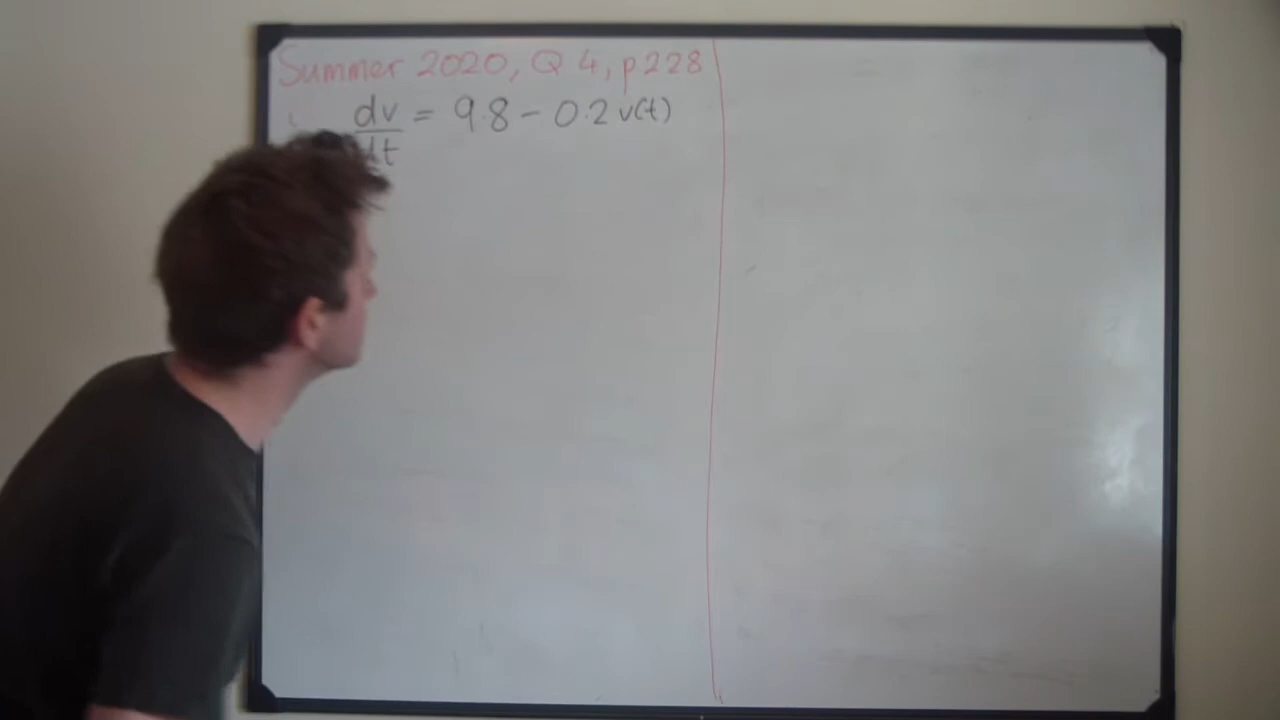 Summer 2020, Q 4, p228
dv/dt = 9.8 - 0.2 v(t)